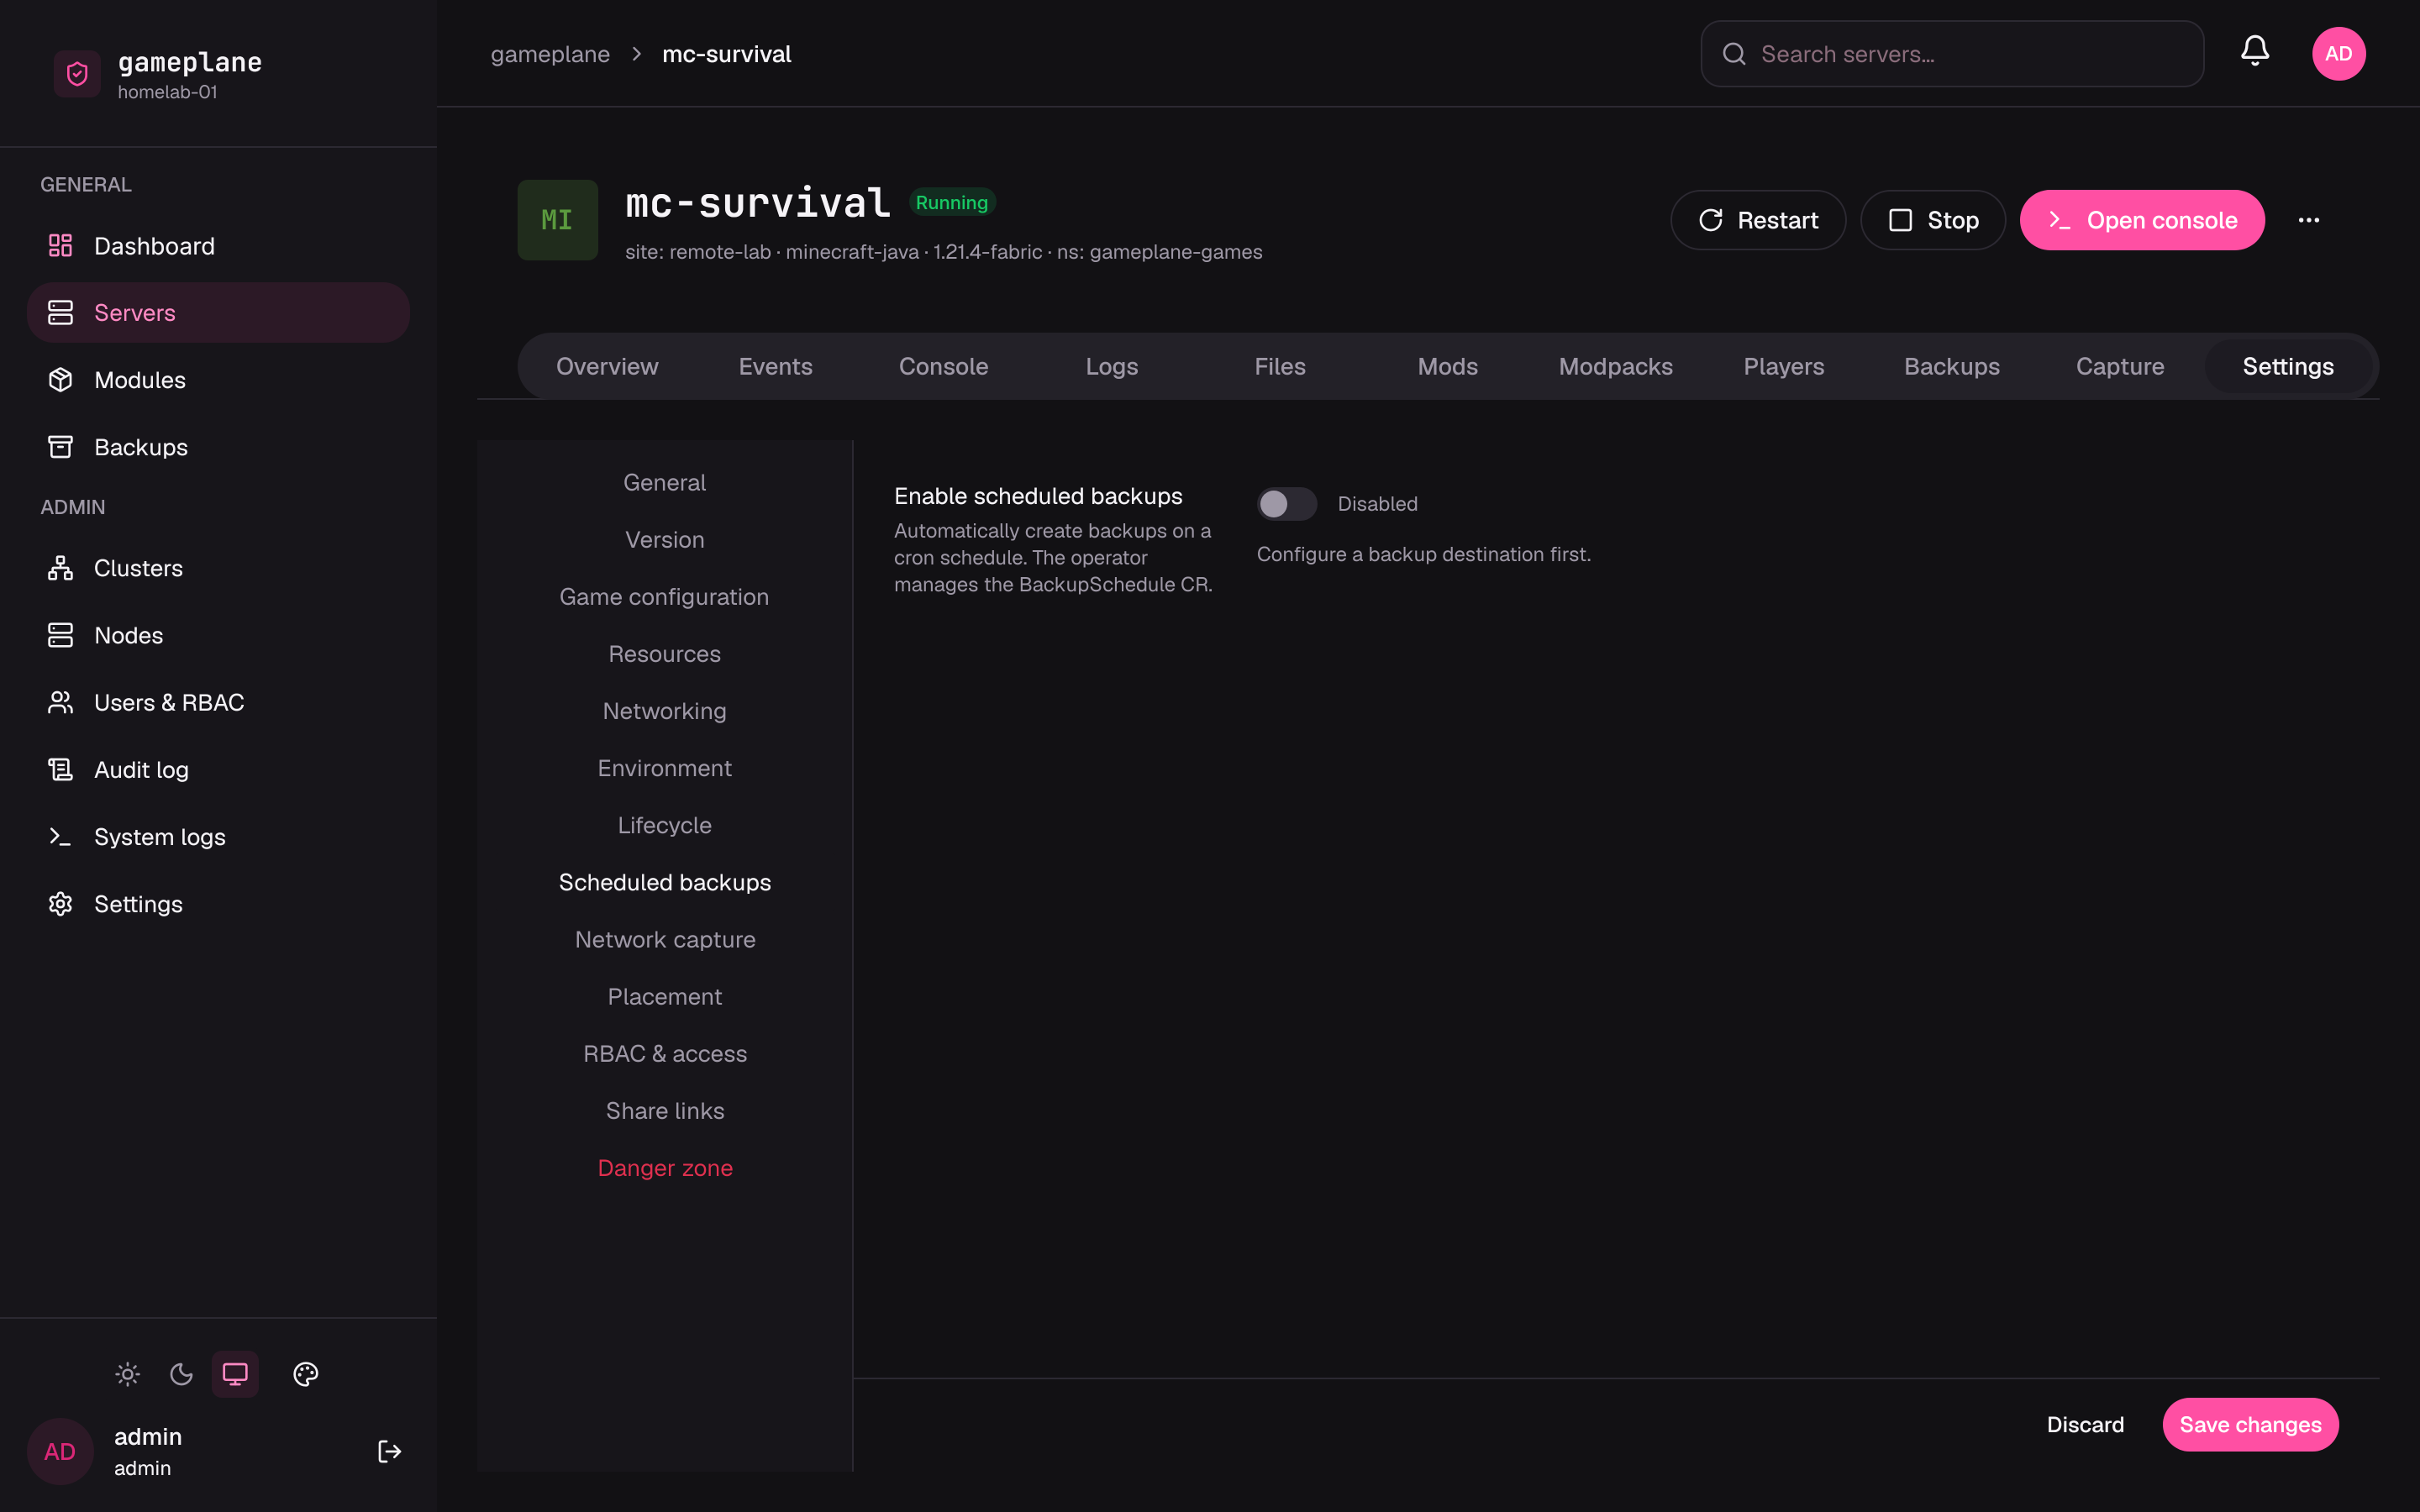 gameplane
homelab-01
GENERAL
Dashboard
Servers
Modules
Backups
ADMIN
Clusters
Nodes
Users & RBAC
Audit log
System logs
Settings
AD
admin
admin
gameplane > mc-survival
Search servers...
AD
MI
mc-survival
Running
site: remote-lab · minecraft-java · 1.21.4-fabric · ns: gameplane-games
Restart
Stop
Open console
Overview
Events
Console
Logs
Files
Mods
Modpacks
Players
Backups
Capture
Settings
General
Version
Game configuration
Resources
Networking
Environment
Lifecycle
Scheduled backups
Network capture
Placement
RBAC & access
Share links
Danger zone
Enable scheduled backups
Automatically create backups on a
cron schedule. The operator
manages the BackupSchedule CR.
Disabled
Configure a backup destination first.
Discard
Save changes